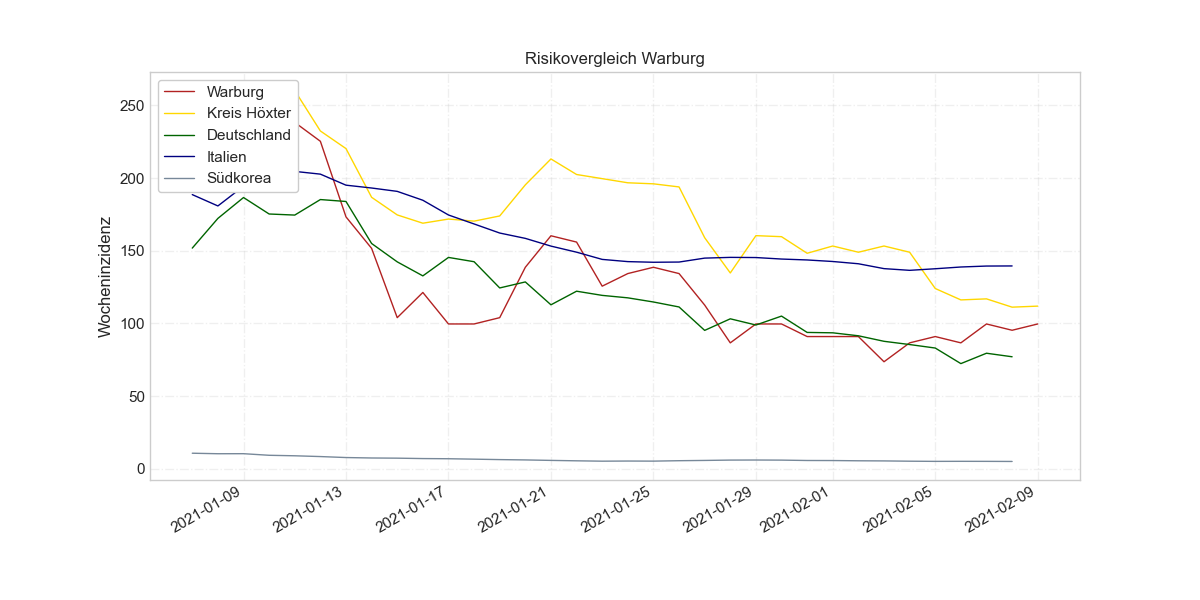 Risikovergleich Warburg
Warburg
Kreis Höxter
Deutschland
Italien
Südkorea
Wocheninzidenz
250
200
150
100
50
0
2021-01-09
2021-01-13
2021-01-17
2021-01-21
2021-01-25
2021-01-29
2021-02-01
2021-02-05
2021-02-09